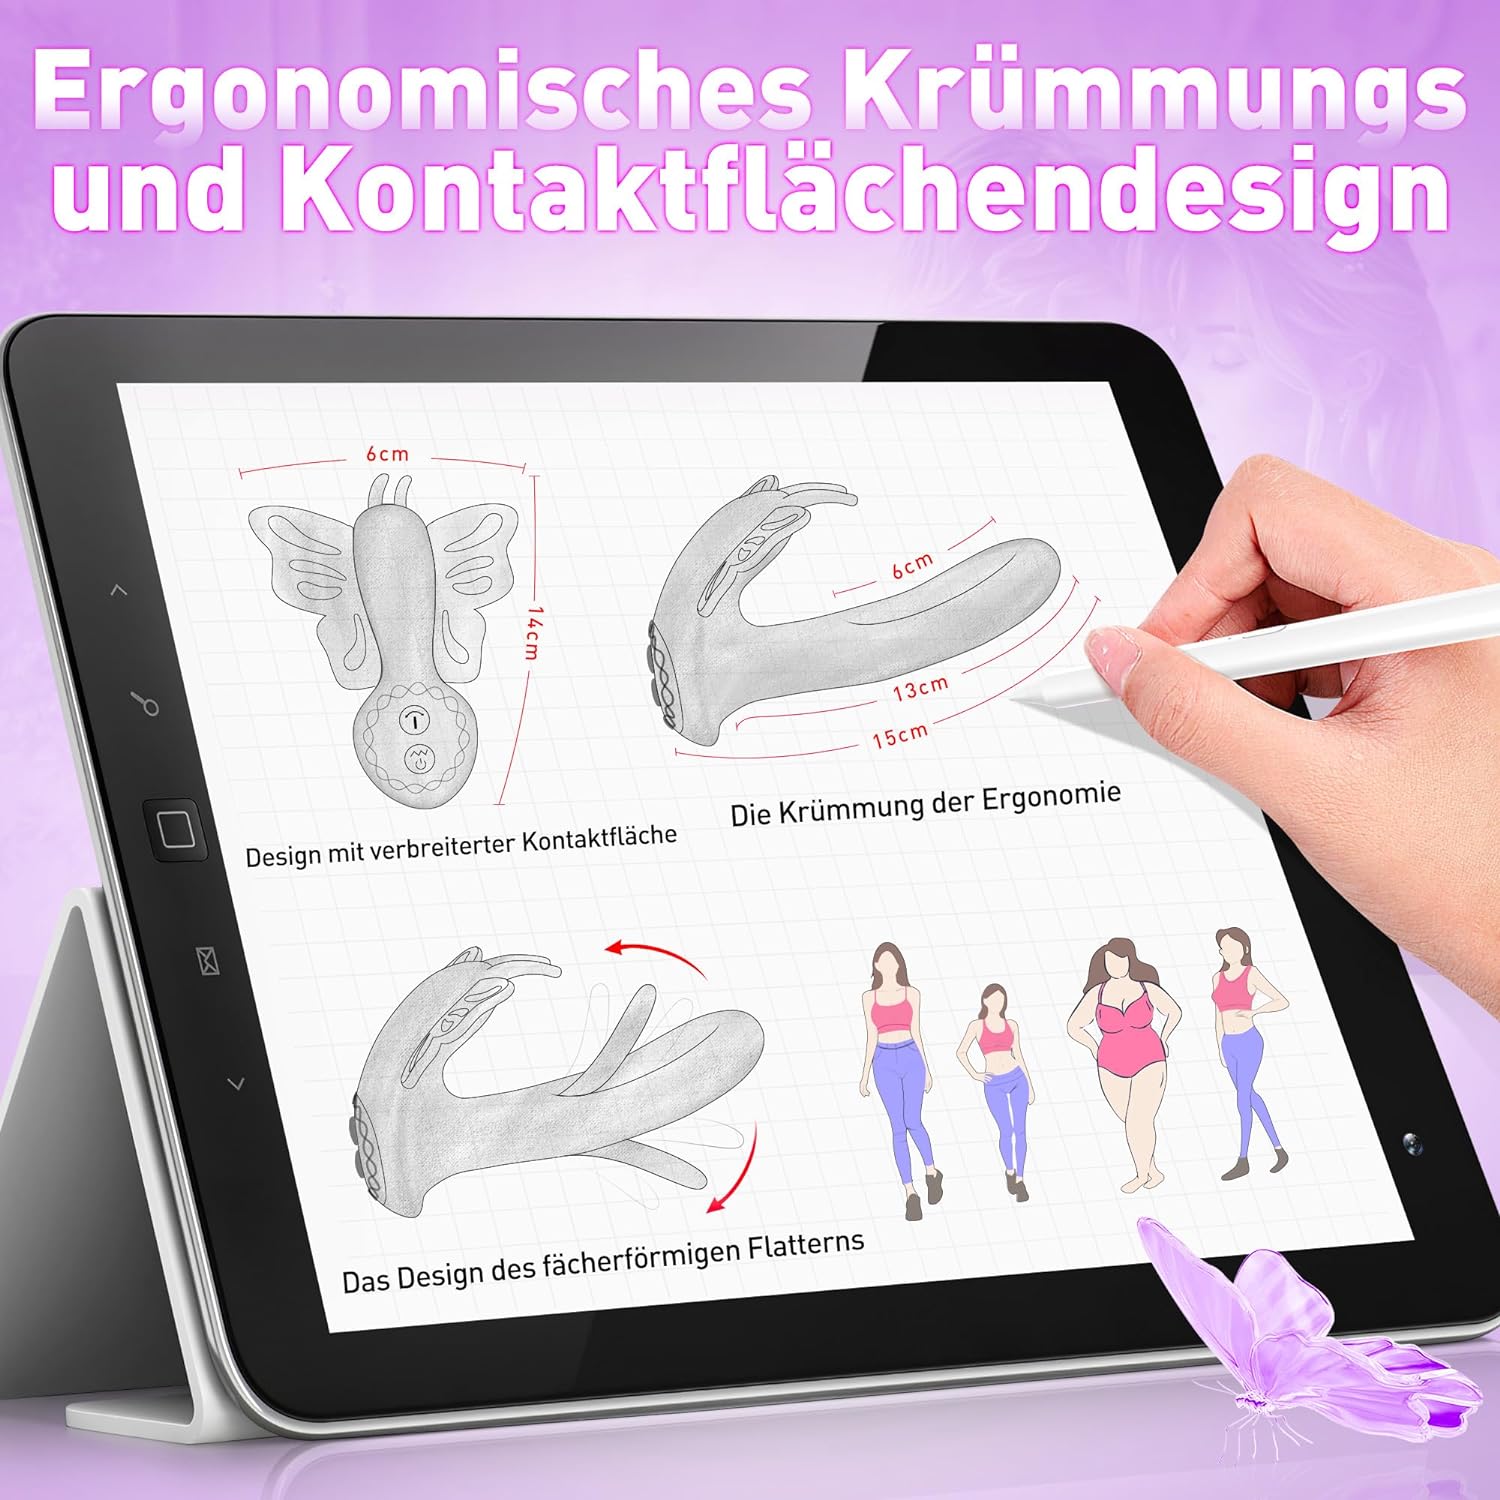 Ergonomisches Krümmungs
und Kontaktflächendesign
6cm
14cm
6cm
13cm
15cm
Die Krümmung der Ergonomie
Design mit verbreiterter Kontaktfläche
Das Design des fächerförmigen Flatterns